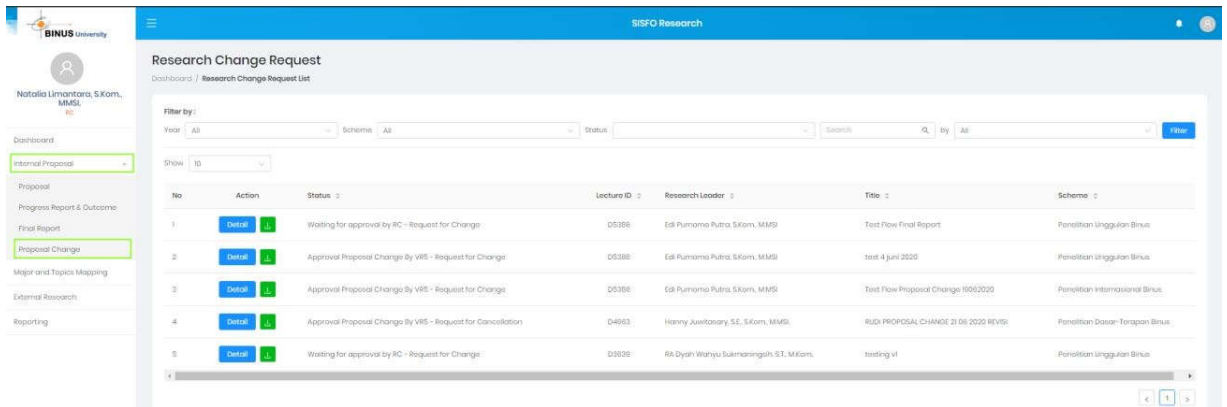 BINUS University
SISFO Research
Natalia Limantara, S.Kom., MMSI.
RC
Dashboard
Internal Proposal
Proposal
Progress Report & Outcome
Final Report
Proposal Change
Major and Topics Mapping
External Research
Reporting
Research Change Request
Dashboard / Research Change Request List
Filter by :
Year All Scheme All Status Search by All Filter
Show 10
No Action Status Lecture ID Research Leader Title Scheme
1 Detail Waiting for approval by RC - Request for Change D5386 Edi Purnomo Putra, S.Kom., M.MSI Test Flow Final Report Penelitian Unggulan Binus
2 Detail Approval Proposal Change By VR5 - Request for Change D5386 Edi Purnomo Putra, S.Kom., M.MSI test 4 juni 2020 Penelitian Unggulan Binus
3 Detail Approval Proposal Change By VR5 - Request for Change D5386 Edi Purnomo Putra, S.Kom., M.MSI Test Flow Proposal Change 19062020 Penelitian Internasional Binus
4 Detail Approval Proposal Change By VR5 - Request for Cancellation D4963 Hanny Juwitasary, S.E., S.Kom., M.MSI. RUDI PROPOSAL CHANGE 21 06 2020 REVISI Penelitian Dasar-Terapan Binus
5 Detail Waiting for approval by RC - Request for Change RA Dyah Wahyu Sukmaningsih, S.T., M.Kom. testing v1 Penelitian Unggulan Binus
1